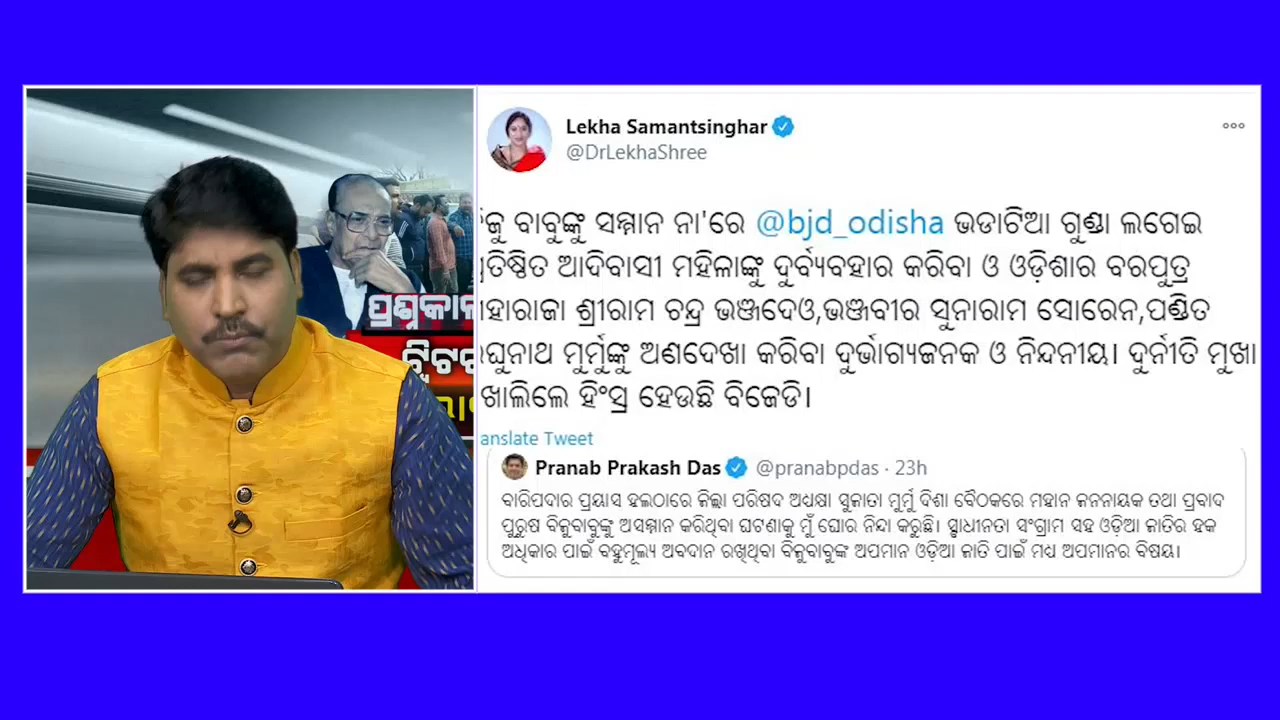 ପ୍ରଶ୍ନକାଳ
Lekha Samantsinghar
@DrLekhaShree
ବାବୁଙ୍କୁ ସମ୍ମାନ ନା'ରେ @bjd_odisha ଭଡାଟିଆ ଗୁଣ୍ଡା ଲଗେଇ
ଆଦିବାସୀ ମହିଳାଙ୍କୁ ଦୁର୍ବ୍ୟବହାର କରିବା ଓ ଓଡ଼ିଶାର ବରପୁତ୍ର
ଶ୍ରୀରାମ ଚନ୍ଦ୍ର ଭଞ୍ଜଦେଓ,ଭଞ୍ଜବୀର ସୁନାରାମ ସୋରେନ,ପଣ୍ଡିତ
ମୁର୍ମୁଙ୍କୁ ଅଣଦେଖା କରିବା ଦୁର୍ଭାଗ୍ୟଜନକ ଓ ନିନ୍ଦନୀୟ। ଦୁର୍ନୀତି ମୁଖା
ଖୋଲିଲେ ହିଂସ୍ର ହେଉଛି ବିଜେଡି।
anslate Tweet
Pranab Prakash Das @pranabpdas · 23h
ବାରିପଦାର ପ୍ରୟାସ ହଲଠାରେ ଜିଲ୍ଲା ପରିଷଦ ଅଧ୍ୟକ୍ଷା ସୁଜାତା ମୁର୍ମୁ ଦିଶା ବୈଠକରେ ମହାନ ଜନନାୟକ ତଥା ପ୍ରବାଦ
ପୁରୁଷ ବିଜୁବାବୁଙ୍କୁ ଅସମ୍ମାନ କରିଥିବା ଘଟଣାକୁ ମୁଁ ଘୋର ନିନ୍ଦା କରୁଛି। ସ୍ବାଧୀନତା ସଂଗ୍ରାମ ସହ ଓଡ଼ିଆ ଜାତିର ହକ
ଅଧିକାର ପାଇଁ ବହୁମୂଲ୍ୟ ଅବଦାନ ରଖିଥିବା ବିଜୁବାବୁଙ୍କ ଅପମାନ ଓଡ଼ିଆ ଜାତି ପାଇଁ ମଧ୍ୟ ଅପମାନର ବିଷୟ।